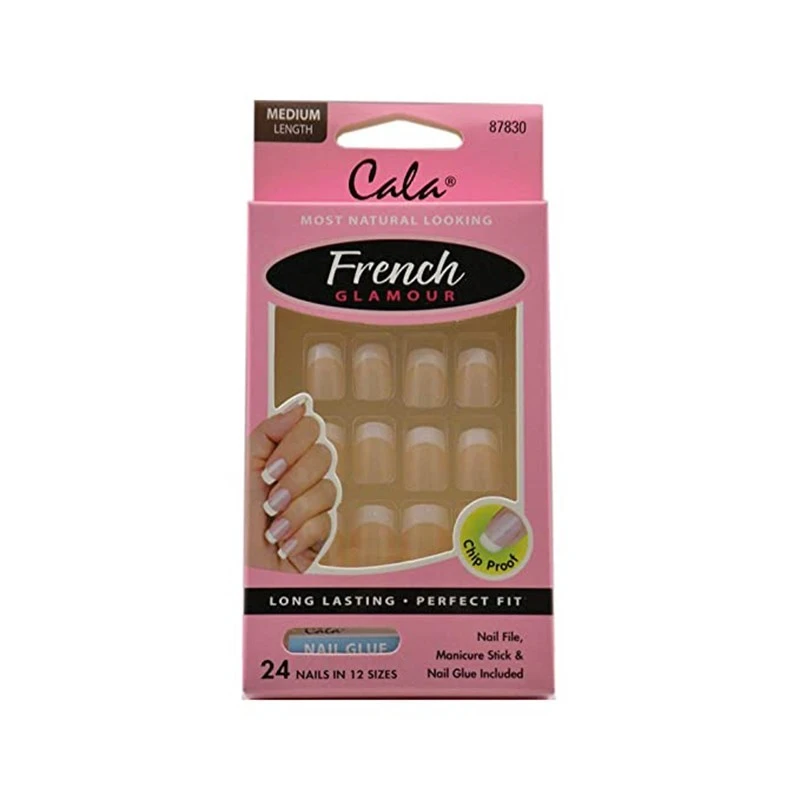 MEDIUM
LENGTH
87830
Cala®
MOST NATURAL LOOKING
French
GLAMOUR
Chip Proof
LONG LASTING • PERFECT FIT
Cala
NAIL GLUE
24 NAILS IN 12 SIZES
Nail File,
Manicure Stick &
Nail Glue Included